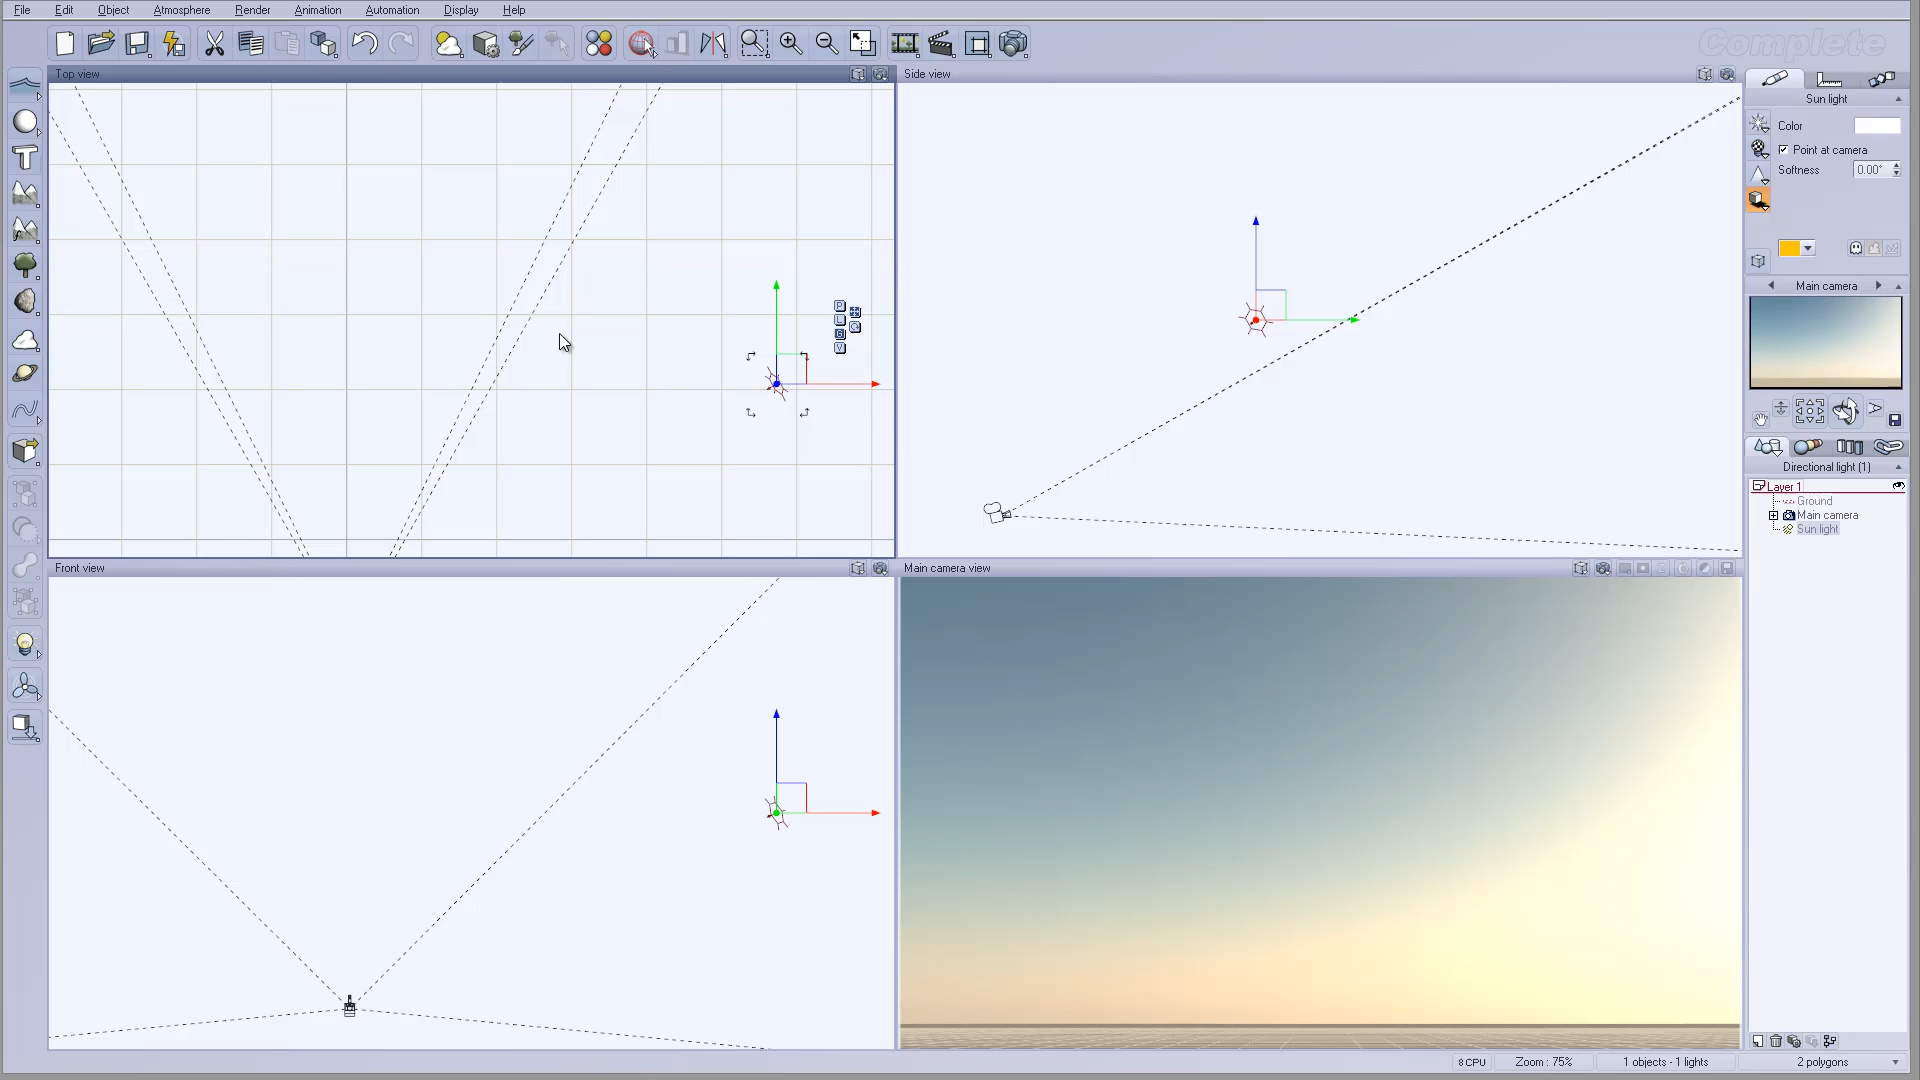 File Edit Object Atmosphere Render Animation Automation Display Help
Complete
Top view
Side view
Sun light
Color
Point at camera
Softness 0.00°
P
L
G
V
Main camera
Directional light (1)
Layer 1
Ground
Main camera
Sun light
Front view
Main camera view
8 CPU Zoom : 75% 1 objects - 1 lights 2 polygons